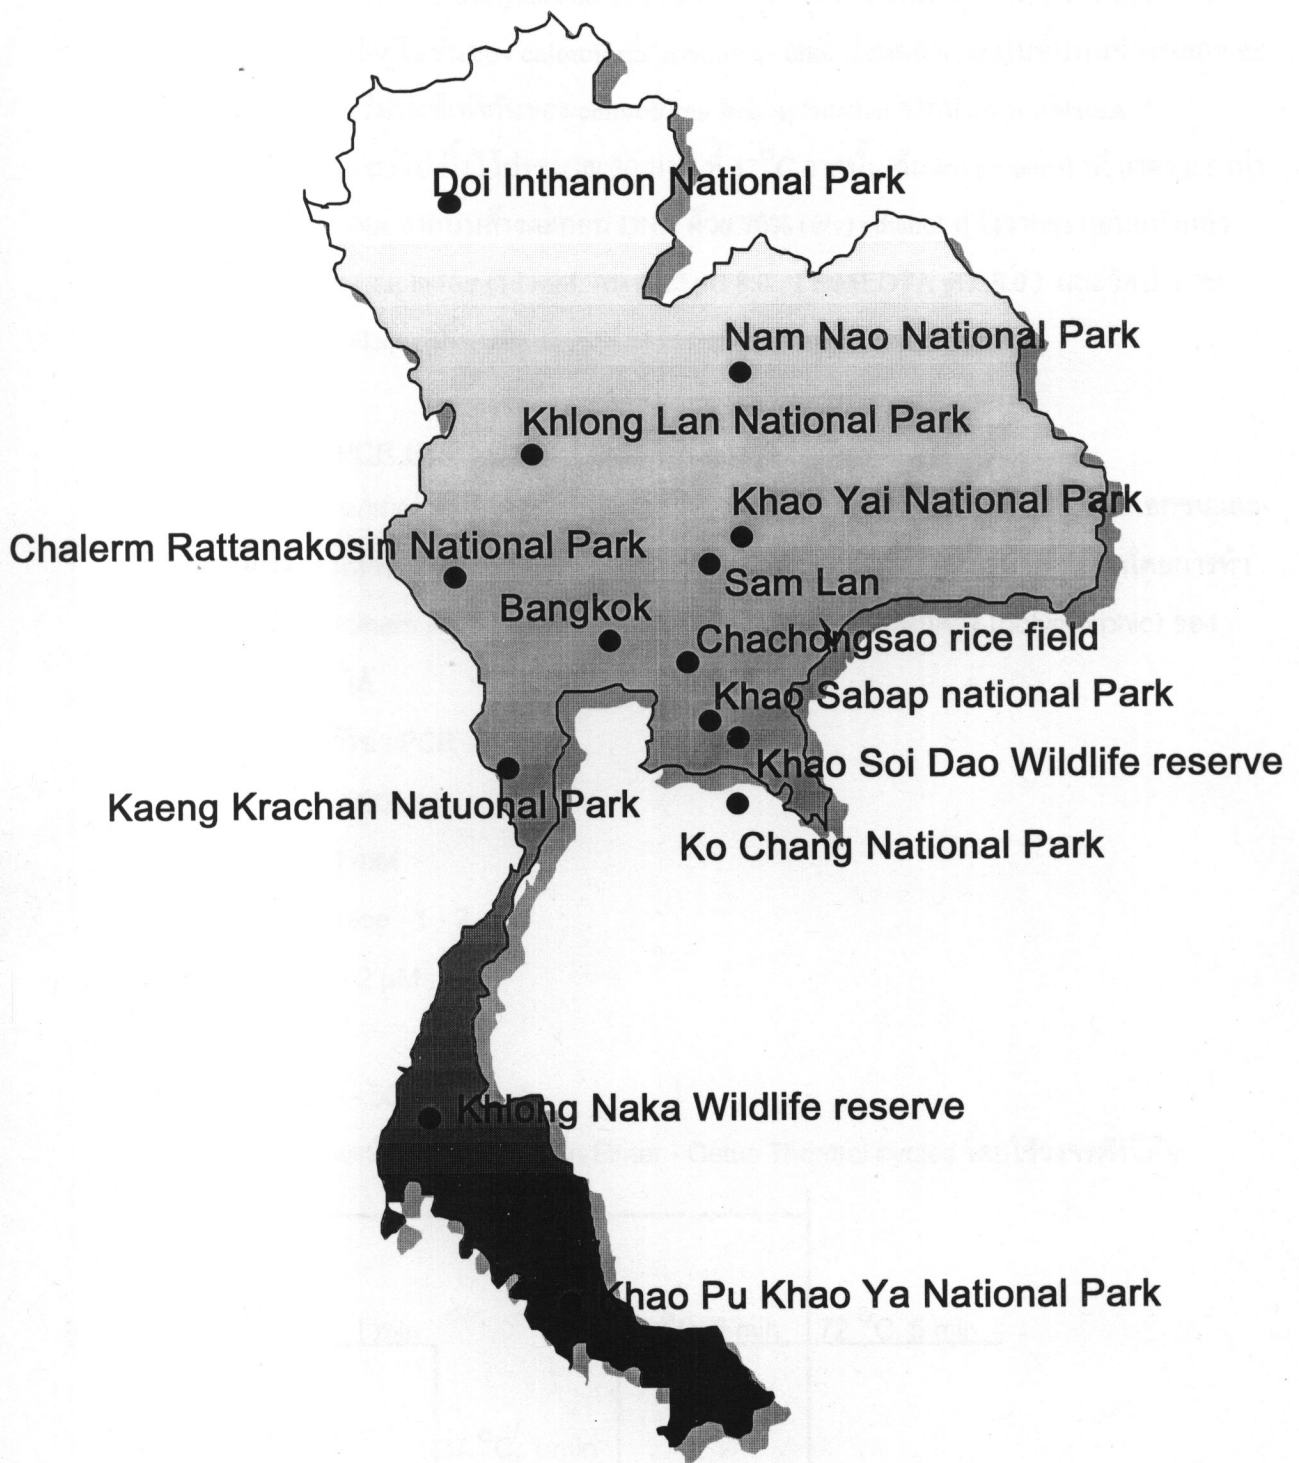 Doi Inthanon National Park
Nam Nao National Park
Khlong Lan National Park
Khao Yai National Park
Chalerm Rattanakosin National Park
Sam Lan
Bangkok
Chachongsao rice field
Khao Sabap national Park
Khao Soi Dao Wildlife reserve
Kaeng Krachan Natuonal Park
Ko Chang National Park
Khlong Naka Wildlife reserve
Khao Pu Khao Ya National Park